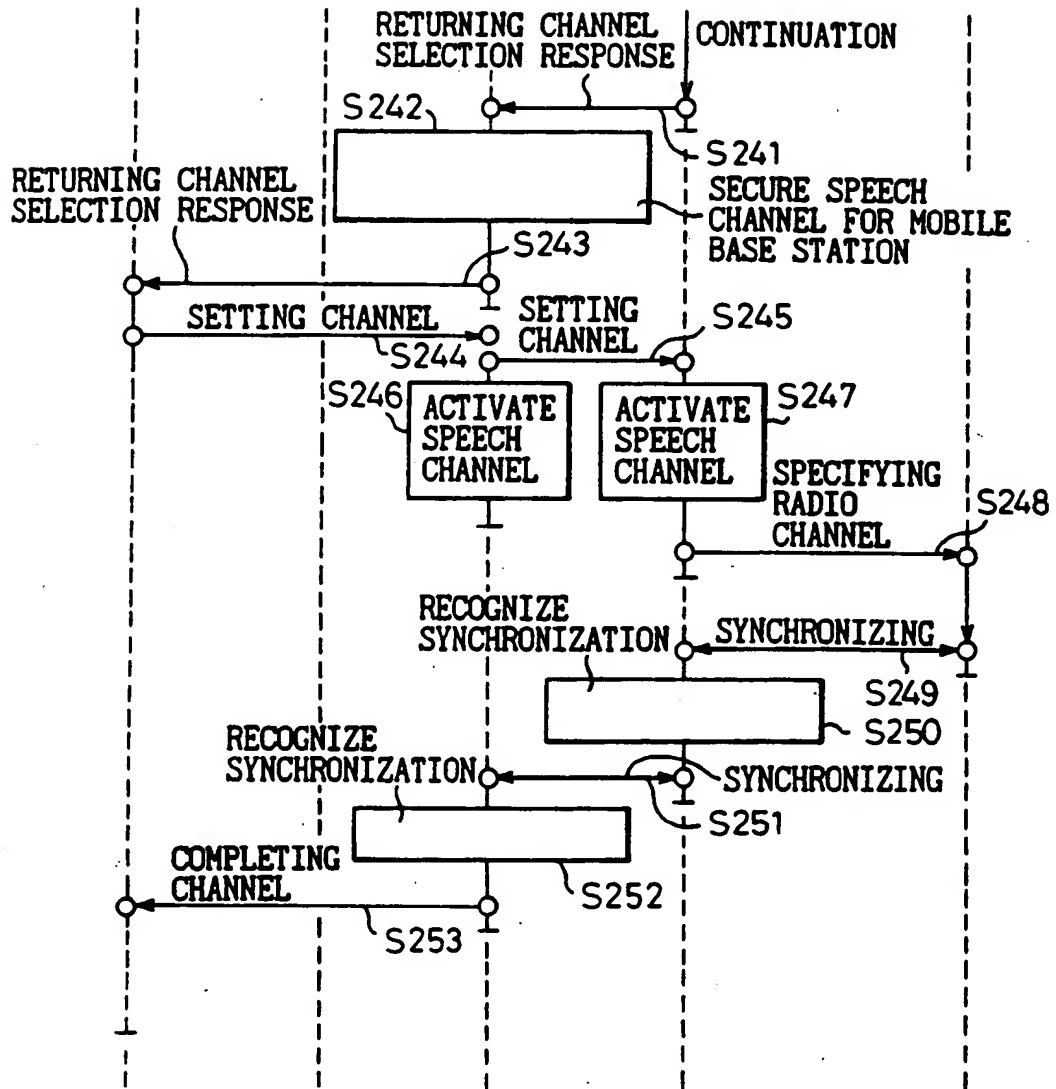 RETURNING CHANNEL
SELECTION RESPONSE
CONTINUATION
S242
S241
RETURNING CHANNEL
SELECTION RESPONSE
SECURE SPEECH
CHANNEL FOR MOBILE
BASE STATION
S243
SETTING CHANNEL
S244
SETTING
CHANNEL
S245
S246
ACTIVATE
SPEECH
CHANNEL
ACTIVATE
SPEECH
CHANNEL
S247
SPECIFYING
RADIO
CHANNEL
S248
RECOGNIZE
SYNCHRONIZATION
SYNCHRONIZING
S249
S250
RECOGNIZE
SYNCHRONIZATION
SYNCHRONIZING
S251
S252
COMPLETING
CHANNEL
S253